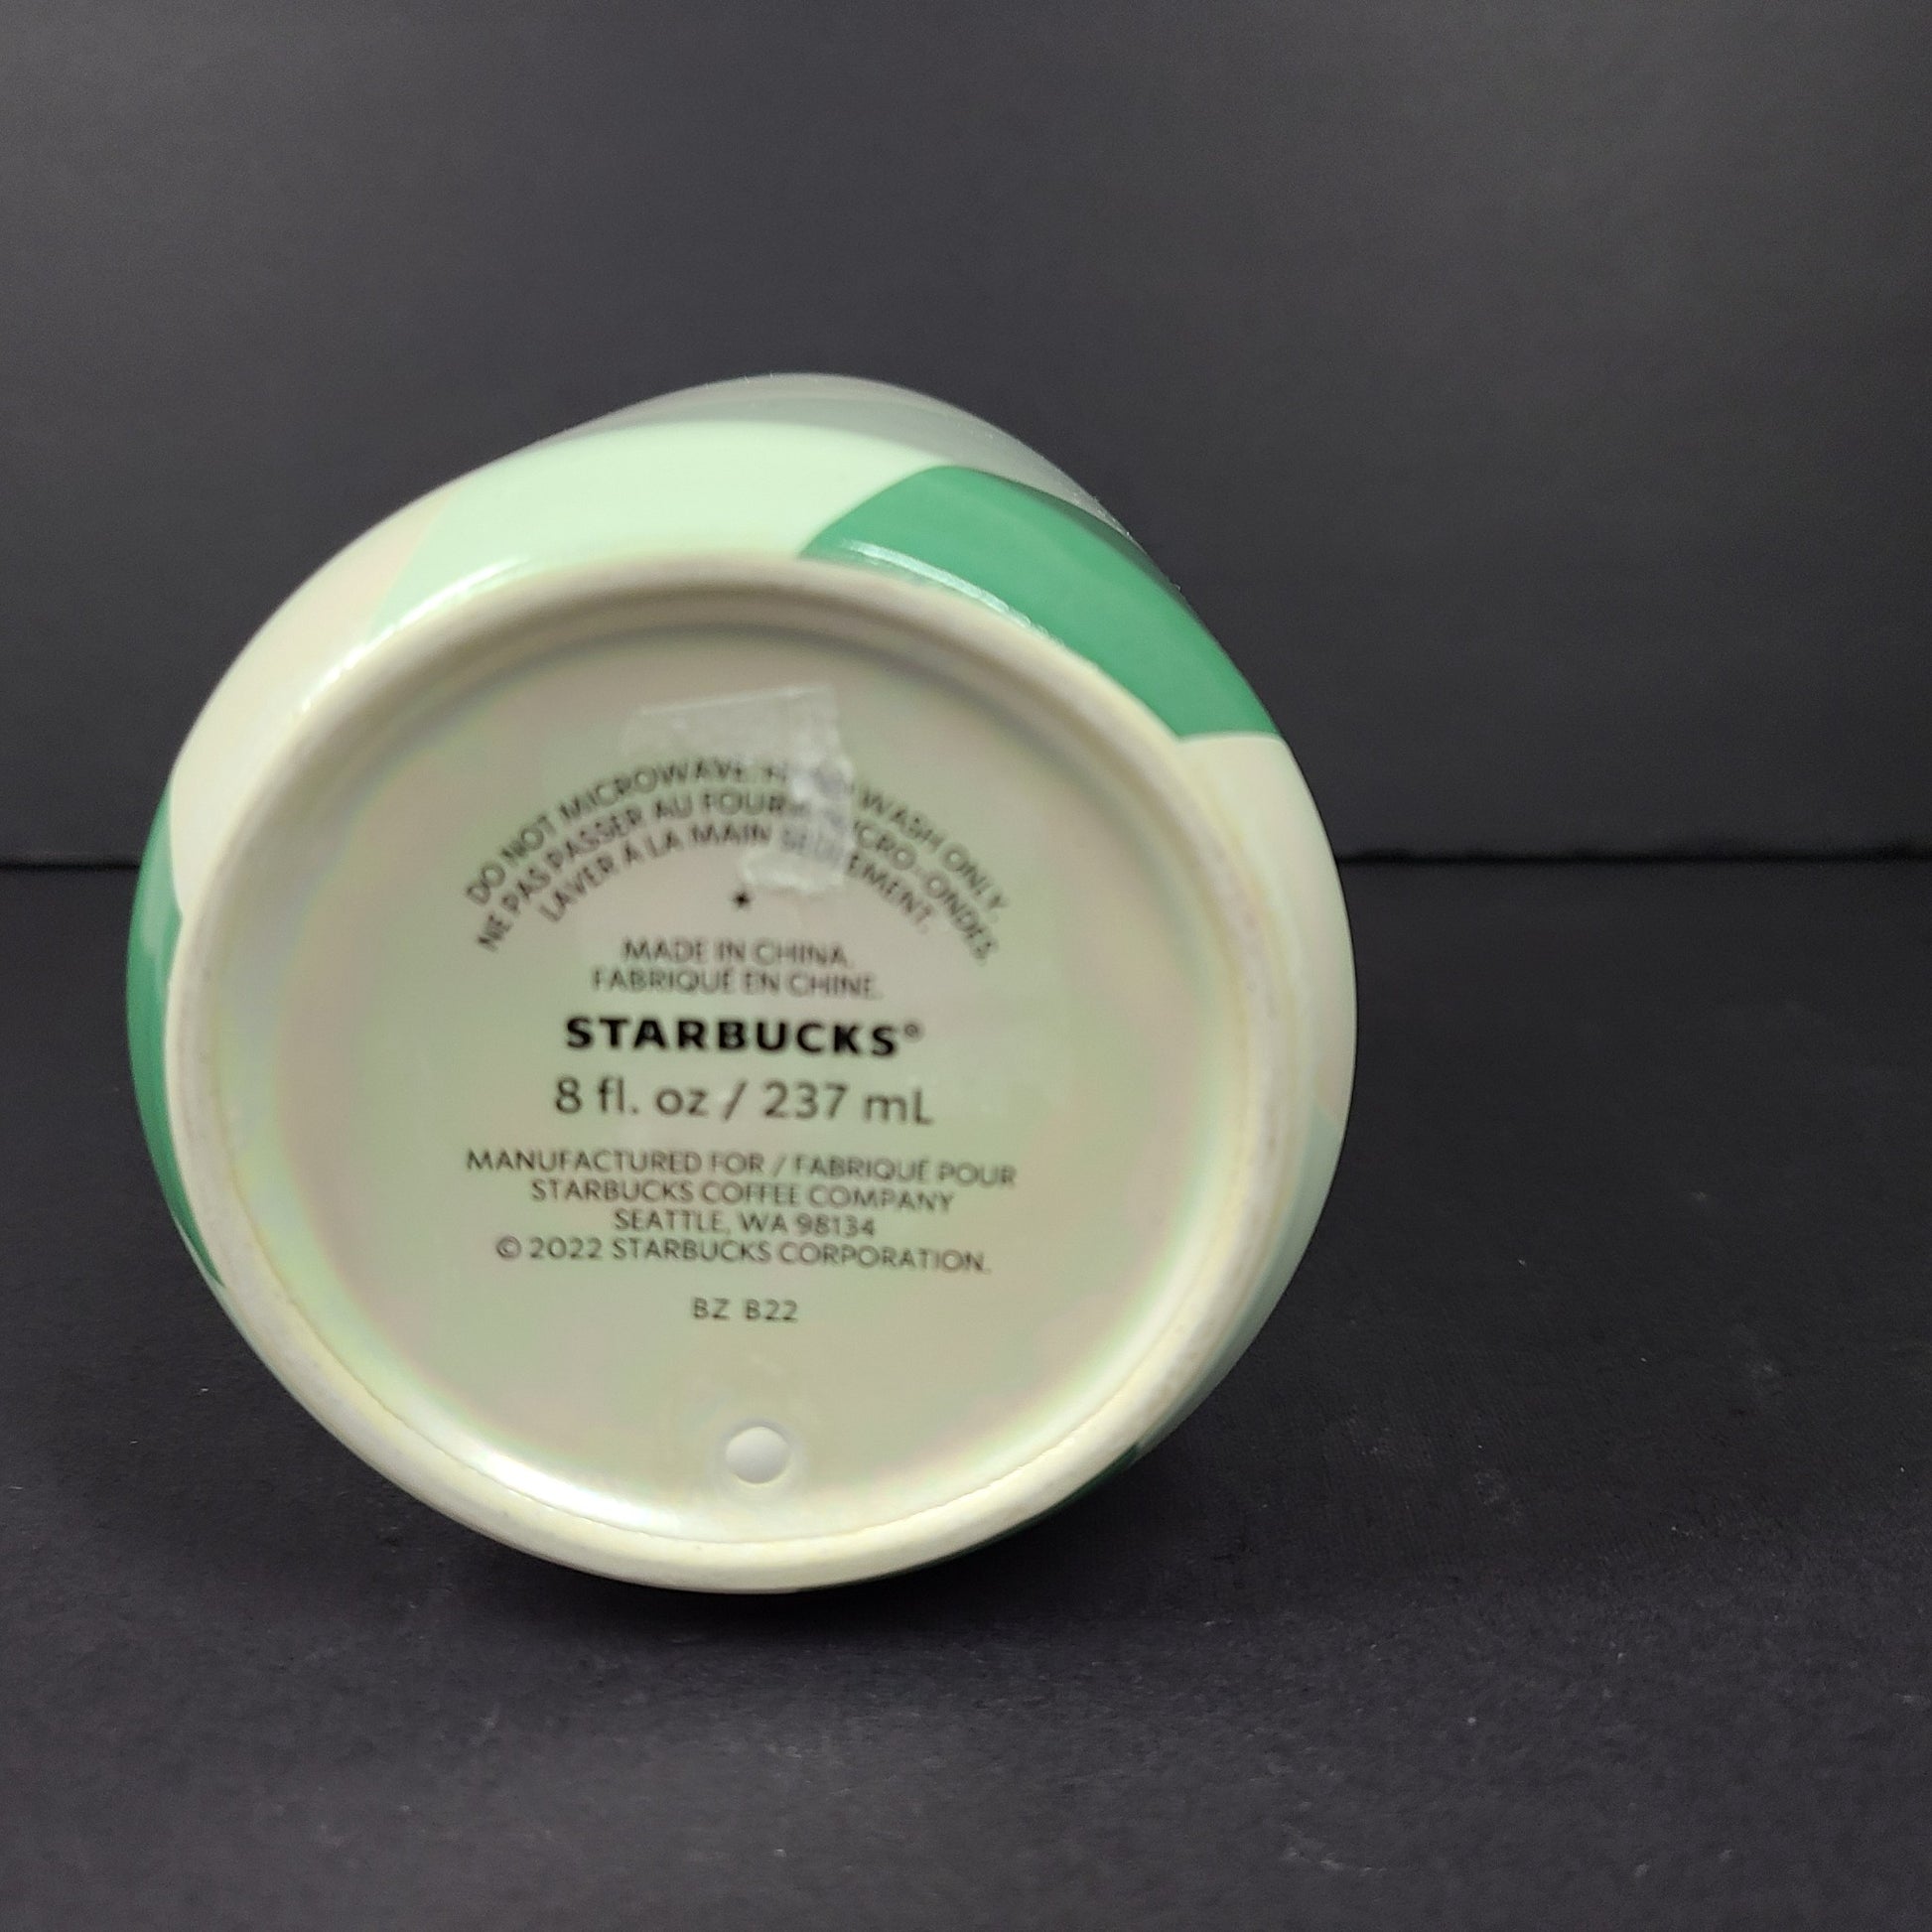 DO NOT MICROWAVE. HAND WASH ONLY.
NE PAS PASSER AU FOUR MICRO-ONDES.
LAVER À LA MAIN SEULEMENT.
MADE IN CHINA.
FABRIQUÉ EN CHINE.
STARBUCKS®
8 fl. oz / 237 mL
MANUFACTURED FOR / FABRIQUÉ POUR
STARBUCKS COFFEE COMPANY
SEATTLE, WA 98134
© 2022 STARBUCKS CORPORATION.
BZ B22